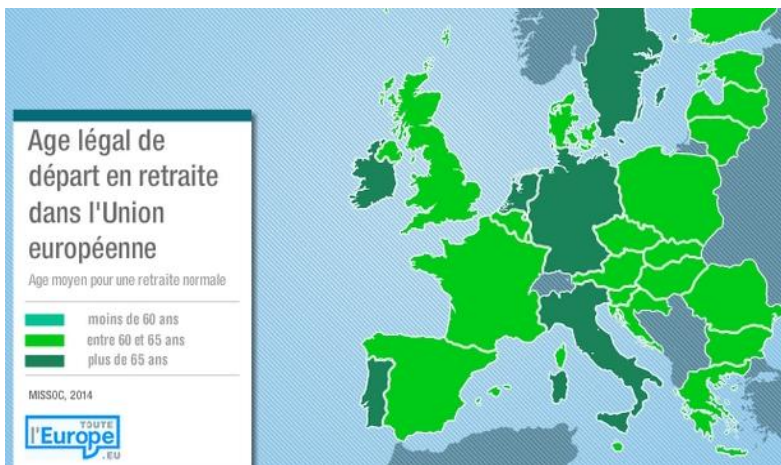 Age légal de
départ en retraite
dans l'Union
européenne
Age moyen pour une retraite normale
moins de 60 ans
entre 60 et 65 ans
plus de 65 ans
MISSOC, 2014
TOUTE
l'Europe
.EU